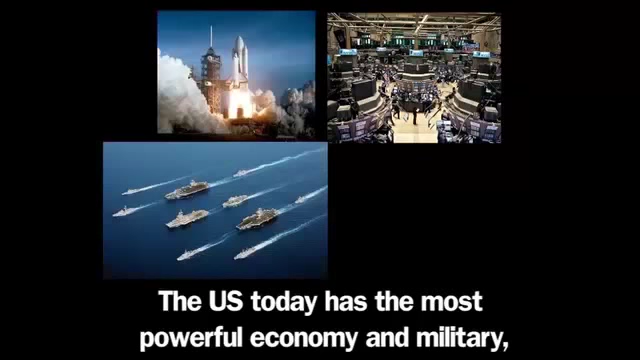 The US today has the most
powerful economy and military,